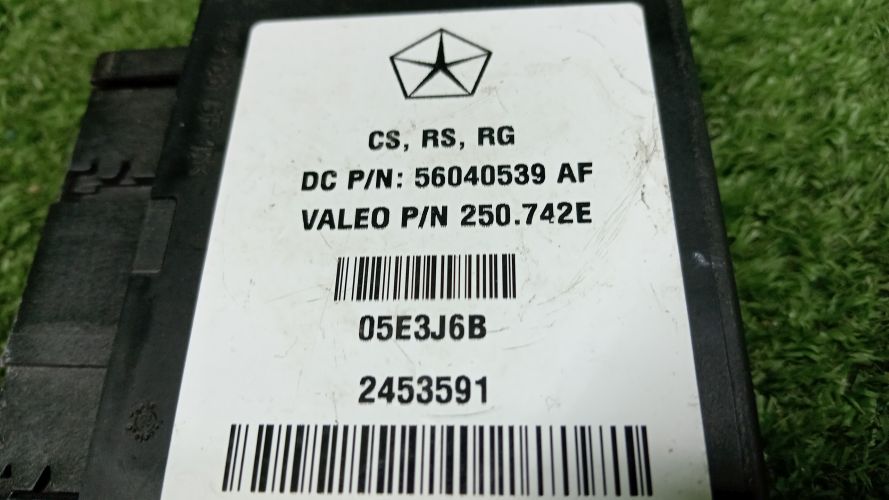 CS, RS, RG
DC P/N: 56040539 AF
VALEO P/N 250.742E
05E3J6B
2453591